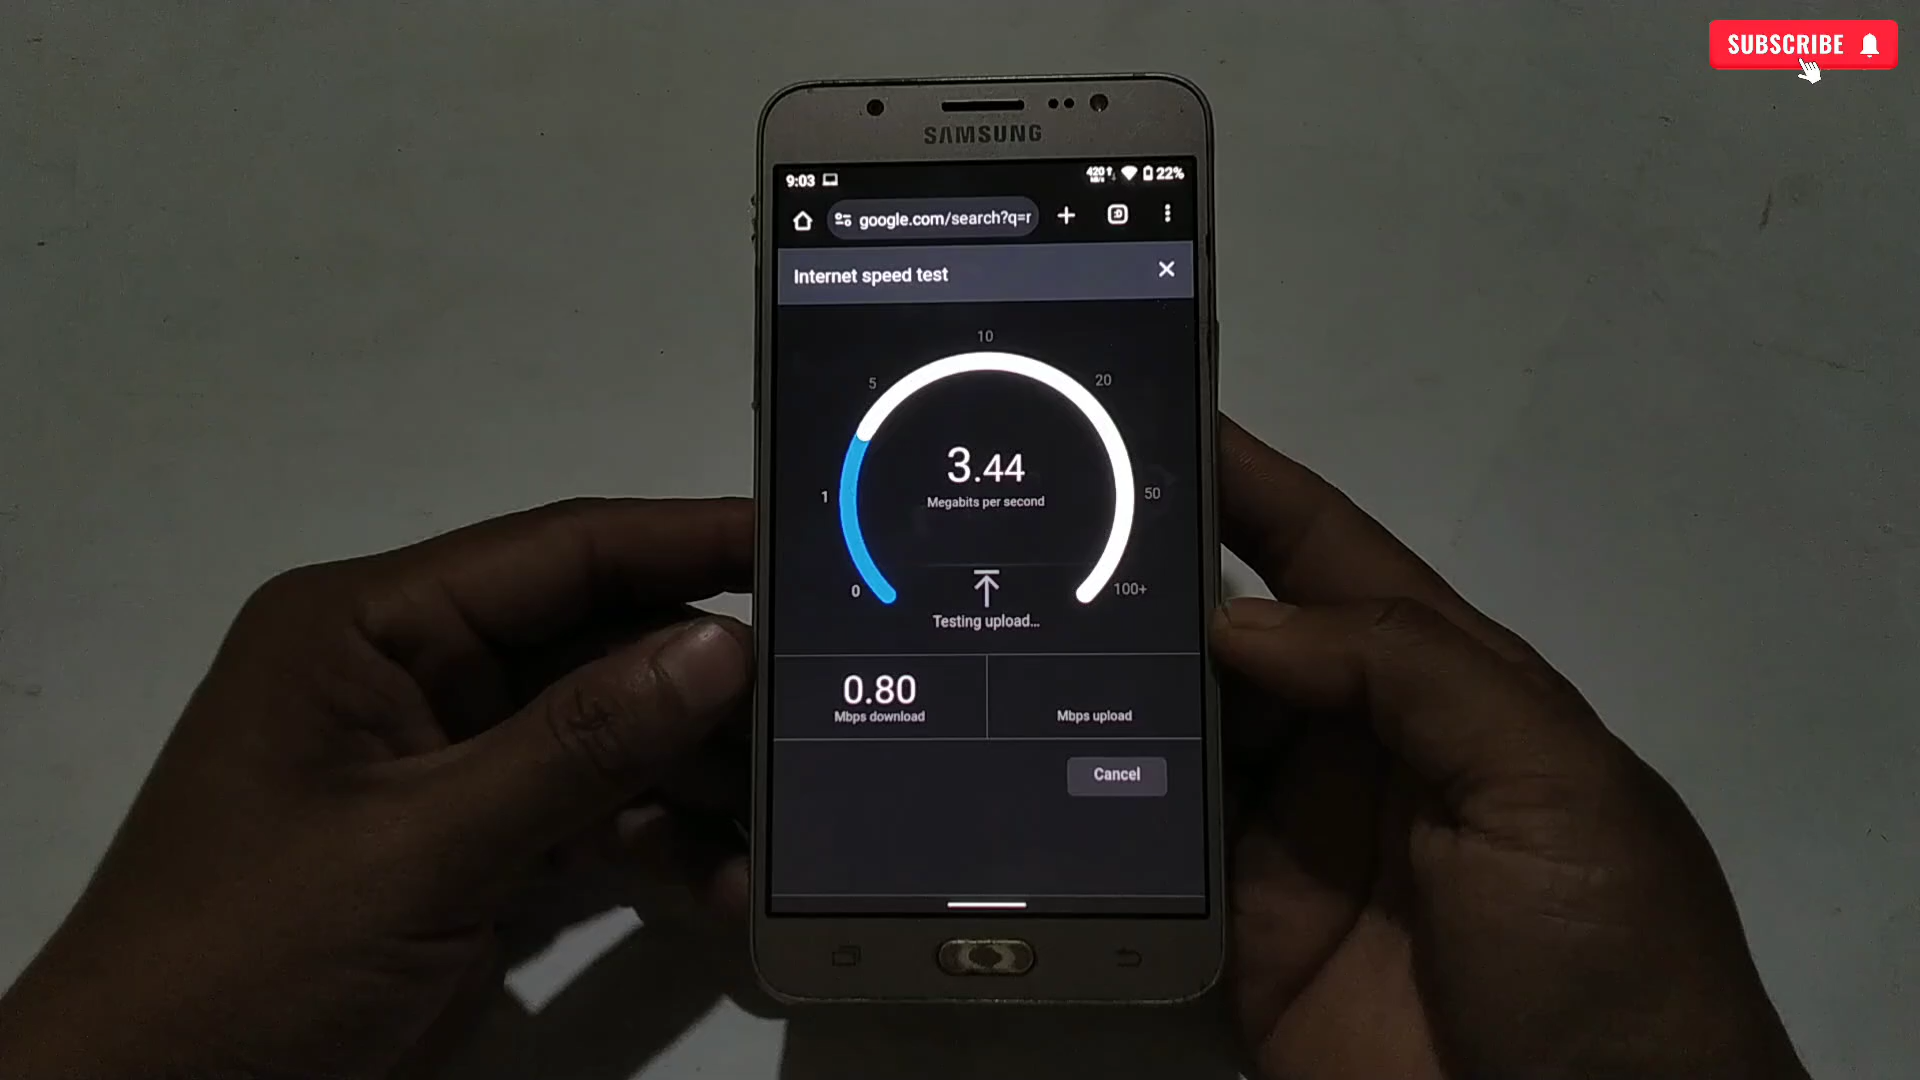 SUBSCRIBE
SAMSUNG
9:03
22%
google.com/search?q=r
:D
Internet speed test
10
5
20
3.44
Megabits per second
1
50
0
100+
Testing upload...
0.80
Mbps download
Mbps upload
Cancel